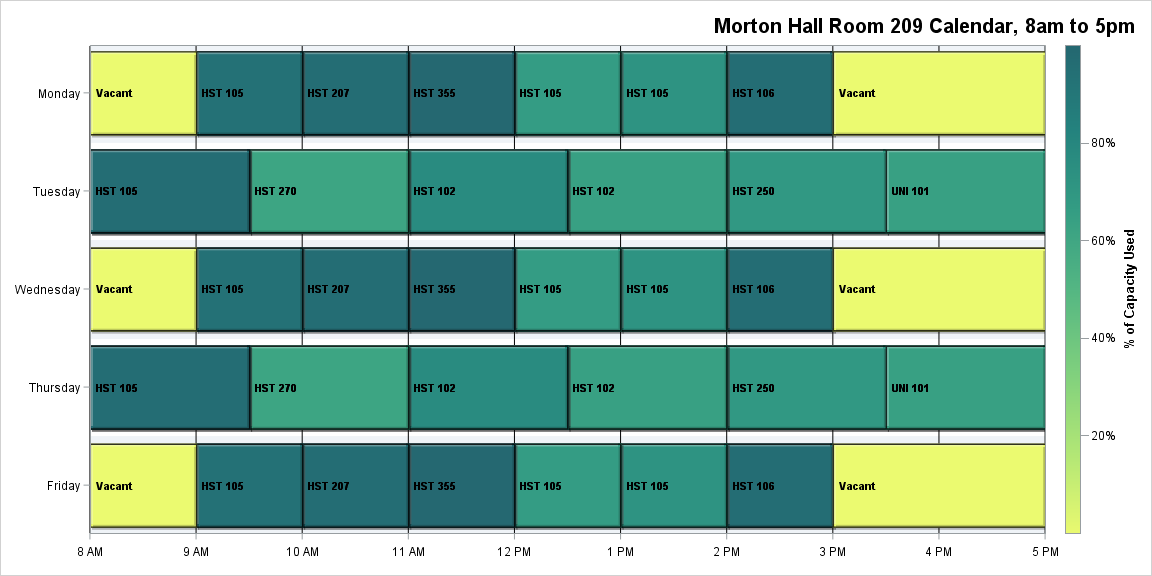 Morton Hall Room 209 Calendar, 8am to 5pm
Monday Vacant HST 105 HST 207 HST 355 HST 105 HST 105 HST 106 Vacant
Tuesday HST 105 HST 270 HST 102 HST 102 HST 250 UNI 101
Wednesday Vacant HST 105 HST 207 HST 355 HST 105 HST 105 HST 106 Vacant
Thursday HST 105 HST 270 HST 102 HST 102 HST 250 UNI 101
Friday Vacant HST 105 HST 207 HST 355 HST 105 HST 105 HST 106 Vacant
8 AM 9 AM 10 AM 11 AM 12 PM 1 PM 2 PM 3 PM 4 PM 5 PM
80%
60%
40%
20%
% of Capacity Used